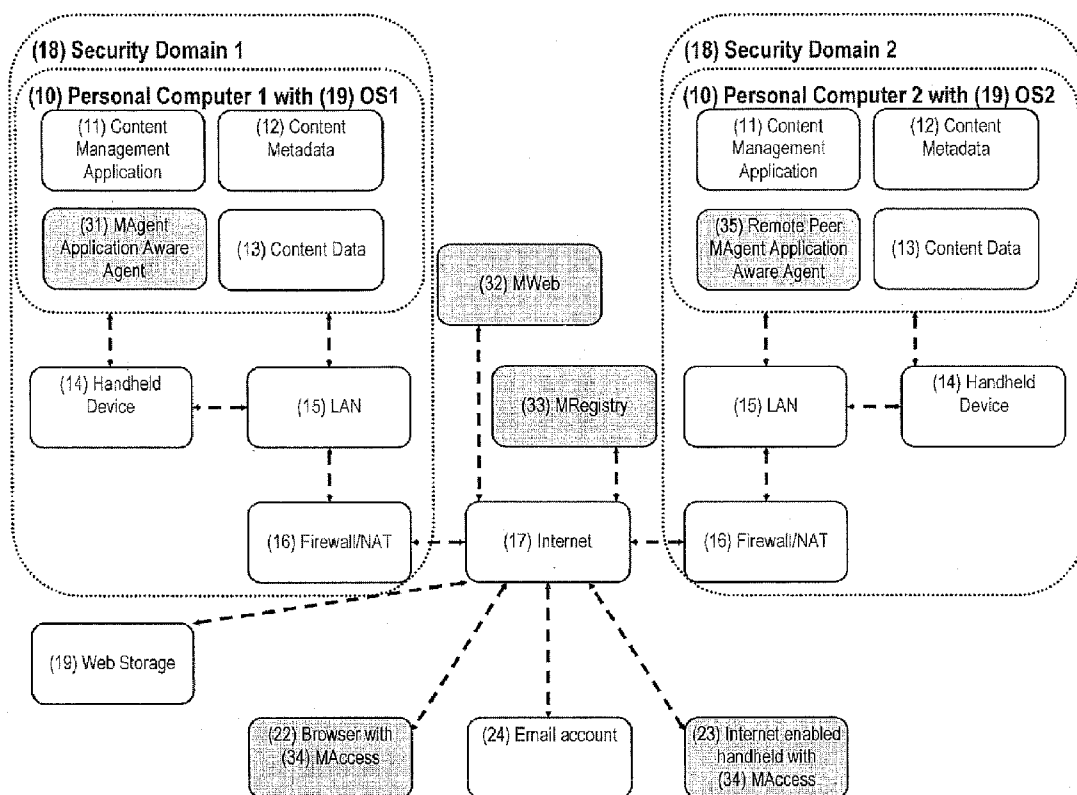 (18) Security Domain 1
(10) Personal Computer 1 with (19) OS1
(11) Content
Management
Application
(12) Content
Metadata
(31) MAgent
Application Aware
Agent
(13) Content Data
(14) Handheld
Device
(15) LAN
(16) Firewall/NAT
(32) MWeb
(33) MRegistry
(17) Internet
(18) Security Domain 2
(10) Personal Computer 2 with (19) OS2
(11) Content
Management
Application
(12) Content
Metadata
(35) Remote Peer
MAgent Application
Aware Agent
(13) Content Data
(15) LAN
(14) Handheld
Device
(16) Firewall/NAT
(19) Web Storage
(22) Browser with
(34) MAccess
(24) Email account
(23) Internet enabled
handheld with
(34) MAccess